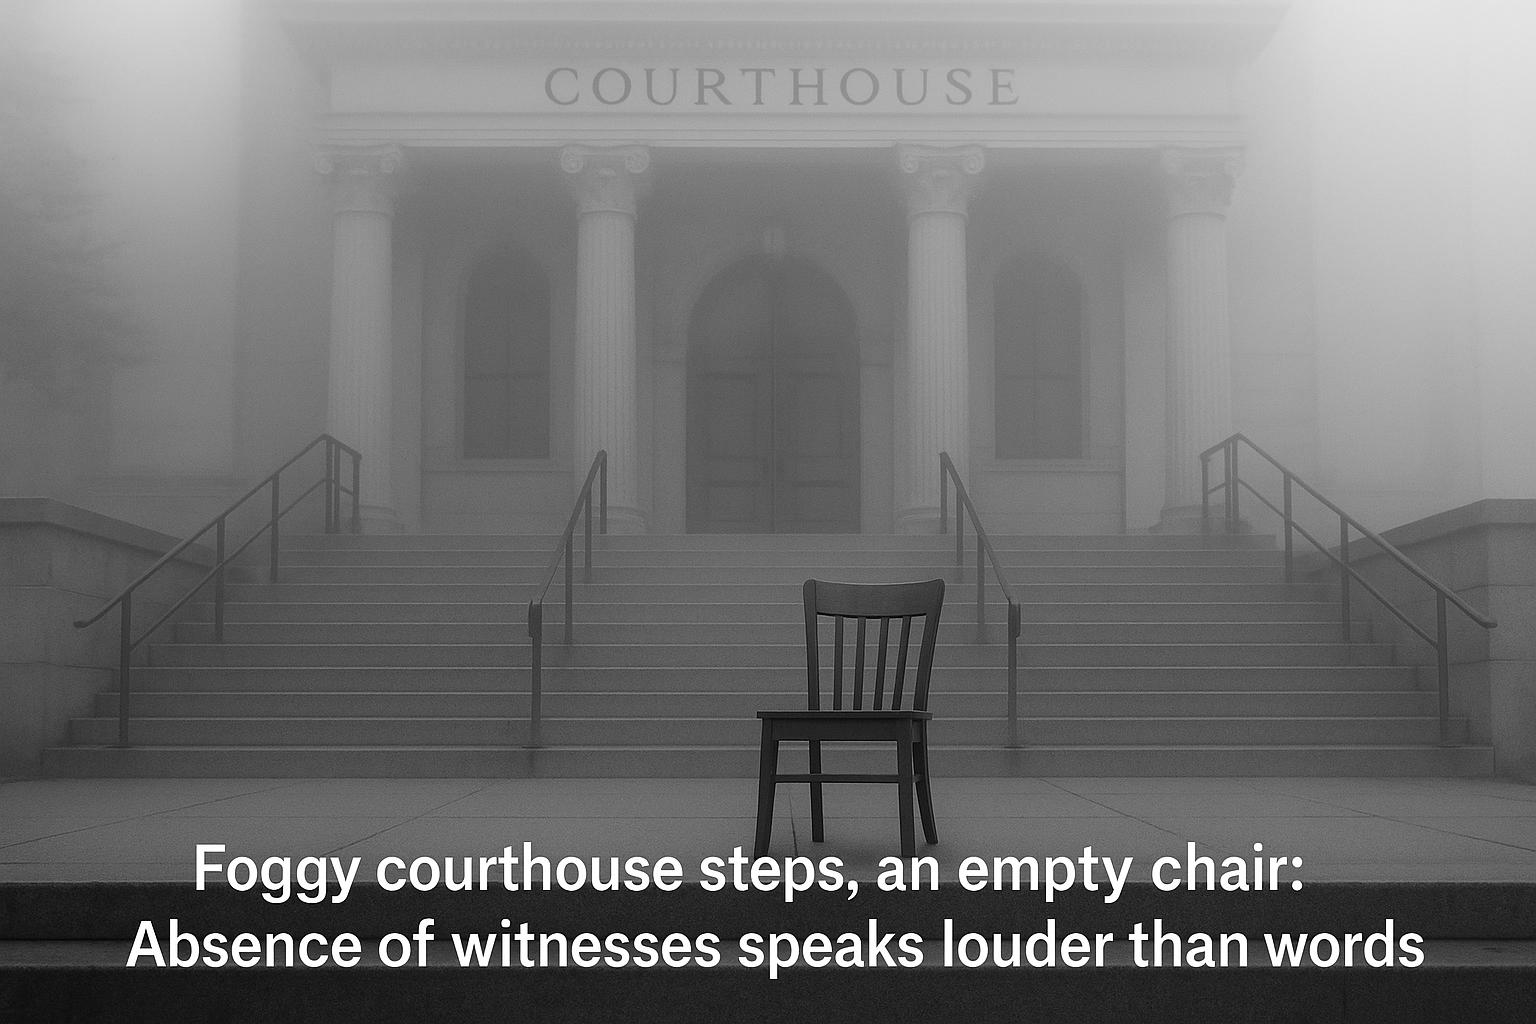 COURTHOUSE
Foggy courthouse steps, an empty chair:
Absence of witnesses speaks louder than words